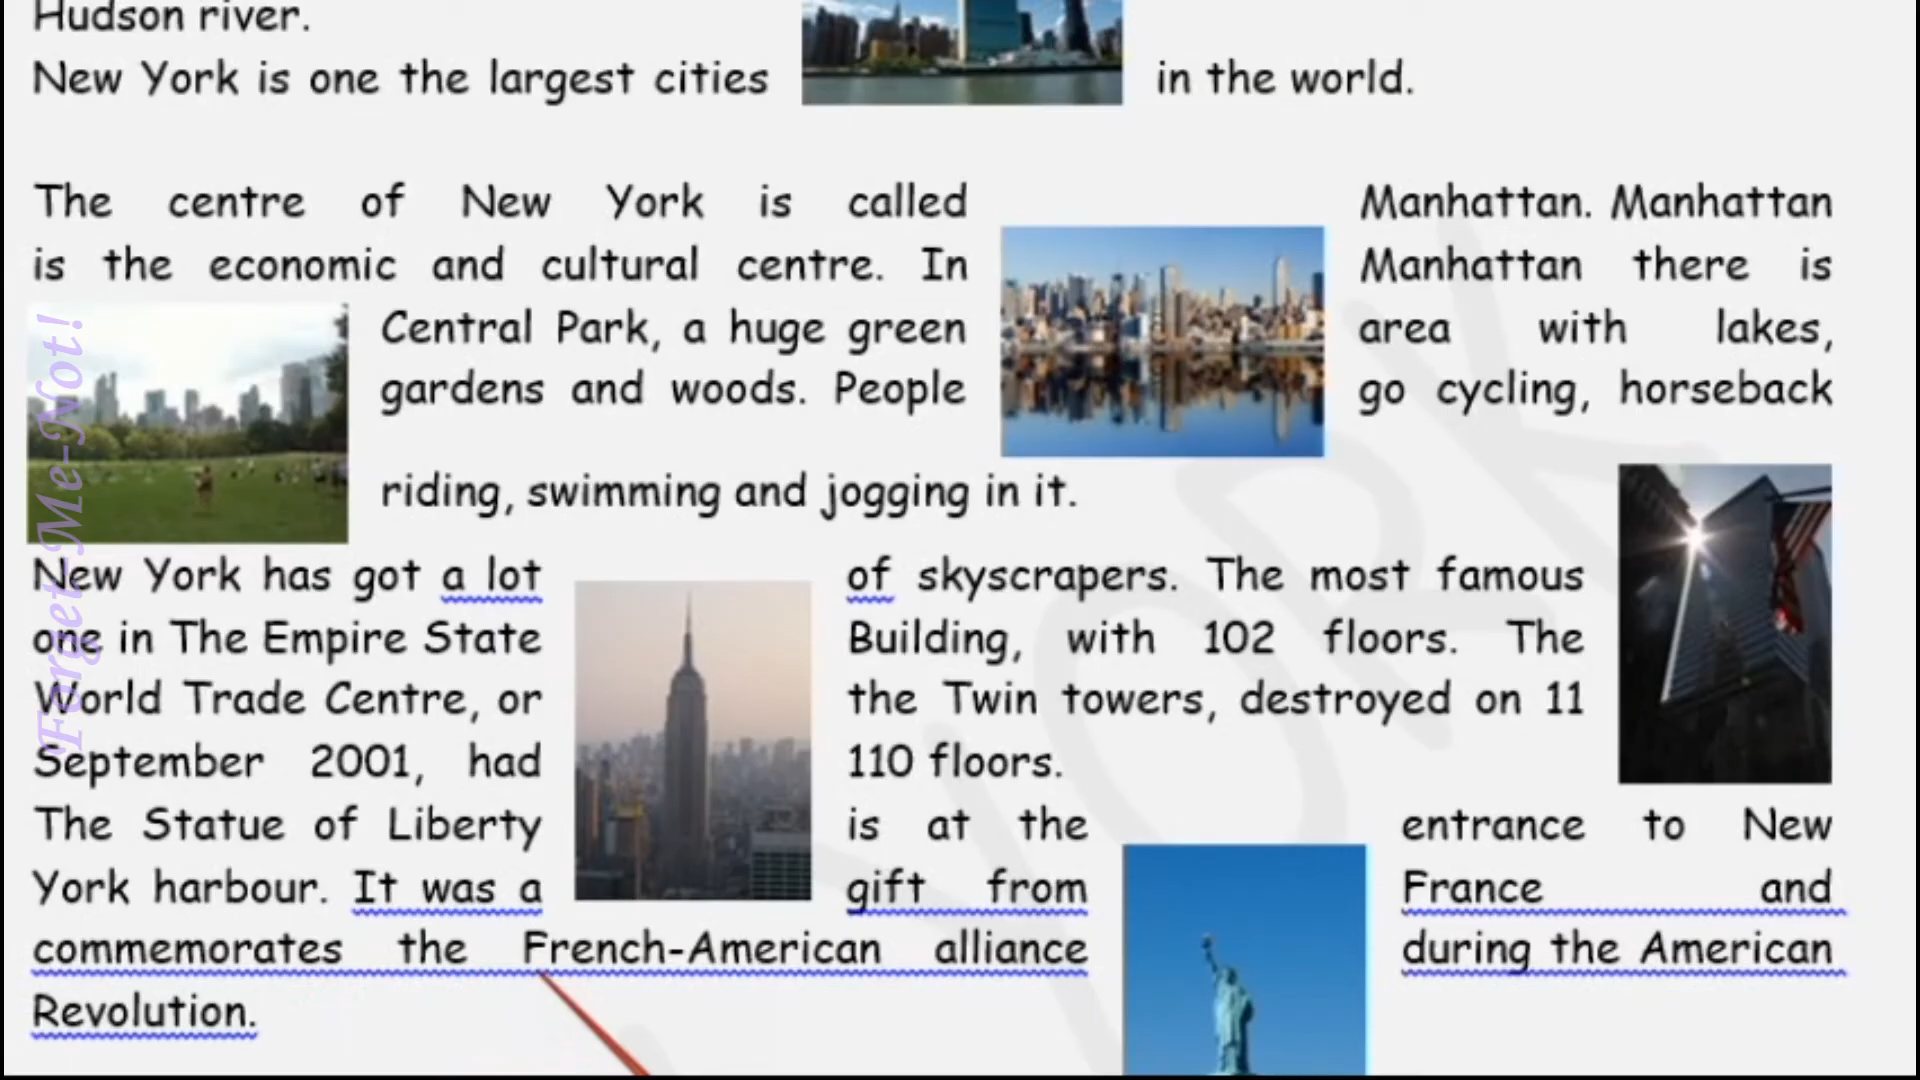 Hudson river.
New York is one the largest cities in the world.
The centre of New York is called Manhattan. Manhattan
is the economic and cultural centre. In Manhattan there is
Central Park, a huge green area with lakes,
gardens and woods. People go cycling, horseback
riding, swimming and jogging in it.
New York has got a lot of skyscrapers. The most famous
one in The Empire State Building, with 102 floors. The
World Trade Centre, or the Twin towers, destroyed on 11
September 2001, had 110 floors.
The Statue of Liberty is at the entrance to New
York harbour. It was a gift from France and
commemorates the French-American alliance during the American
Revolution.
Forget-Me-Not!
YORK